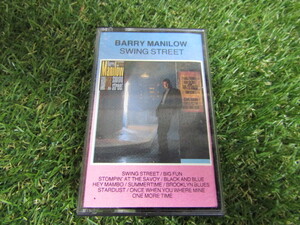 BARRY MANILOW
SWING STREET
Manilow
SWING STREET / BIG FUN
STOMPIN' AT THE SAVOY / BLACK AND BLUE
HEY MAMBO / SUMMERTIME / BROOKLYN BLUES
STARDUST / ONCE WHEN YOU WHERE MINE
ONE MORE TIME